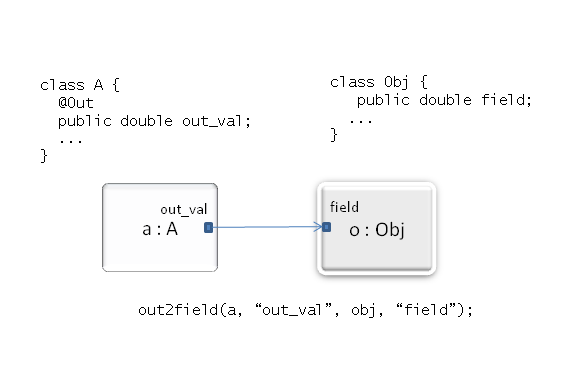 class A {
@Out
public double out_val;
...
}
class Obj {
public double field;
...
}
out_val
a : A
field
o : Obj
out2field(a, “out_val”, obj, “field”);